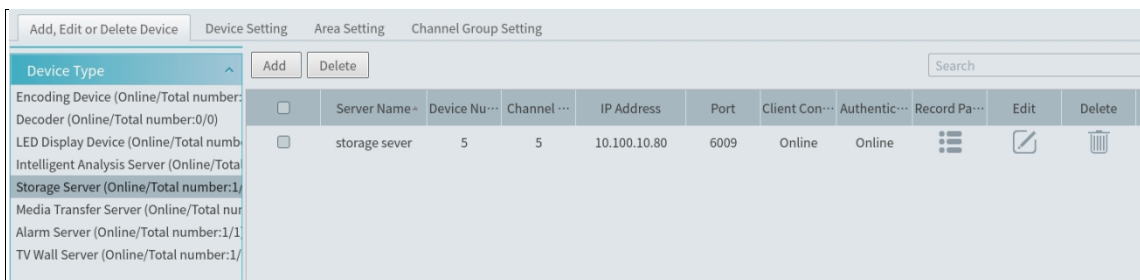 Add, Edit or Delete Device Device Setting Area Setting Channel Group Setting
Device Type
Add Delete Search
Encoding Device (Online/Total number:
Decoder (Online/Total number:0/0)
LED Display Device (Online/Total numb
Intelligent Analysis Server (Online/Total
Storage Server (Online/Total number:1/
Media Transfer Server (Online/Total nur
Alarm Server (Online/Total number:1/1
TV Wall Server (Online/Total number:1/
Server Name Device Nu··· Channel ··· IP Address Port Client Con··· Authentic··· Record Pa··· Edit Delete
storage sever 5 5 10.100.10.80 6009 Online Online